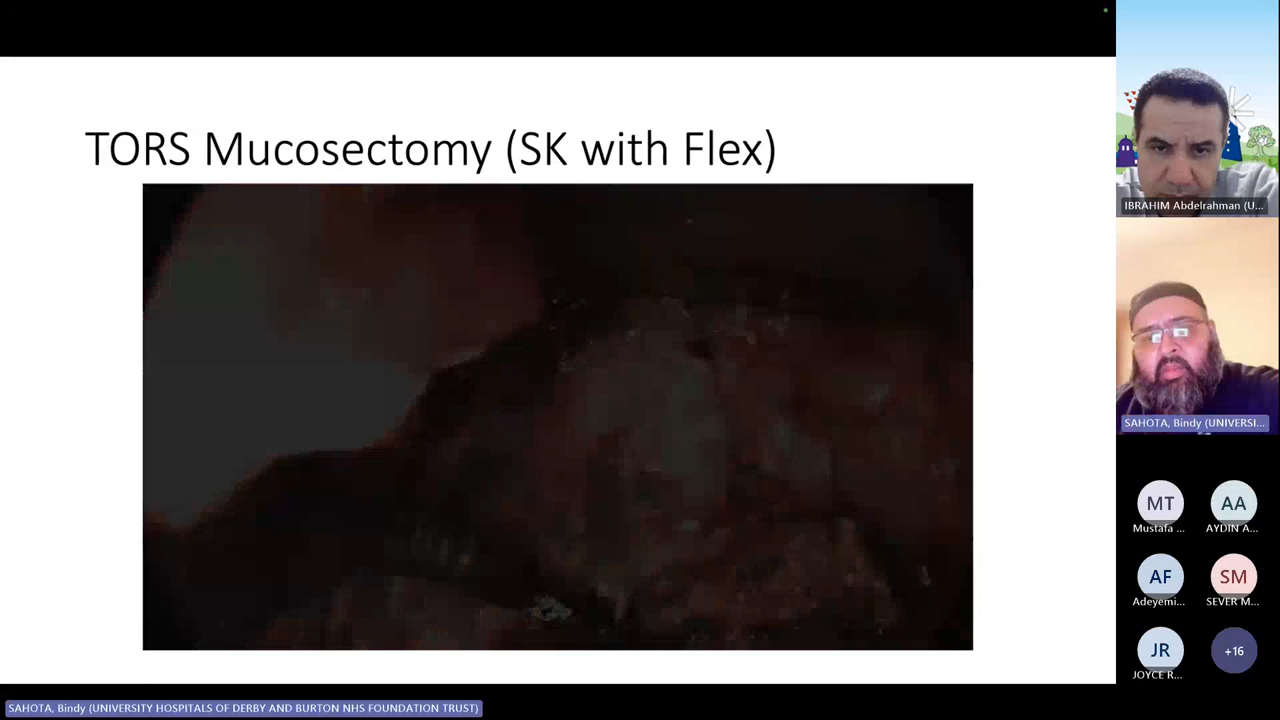 TORS Mucosectomy (SK with Flex)
IBRAHIM Abdelrahman (U...
SAHOTA, Bindy (UNIVERSI...
MT
AA
Mustafa ...
AYDIN A...
AF
SM
Adeyemi...
SEVER M...
JR
+16
JOYCE R...
SAHOTA, Bindy (UNIVERSITY HOSPITALS OF DERBY AND BURTON NHS FOUNDATION TRUST)